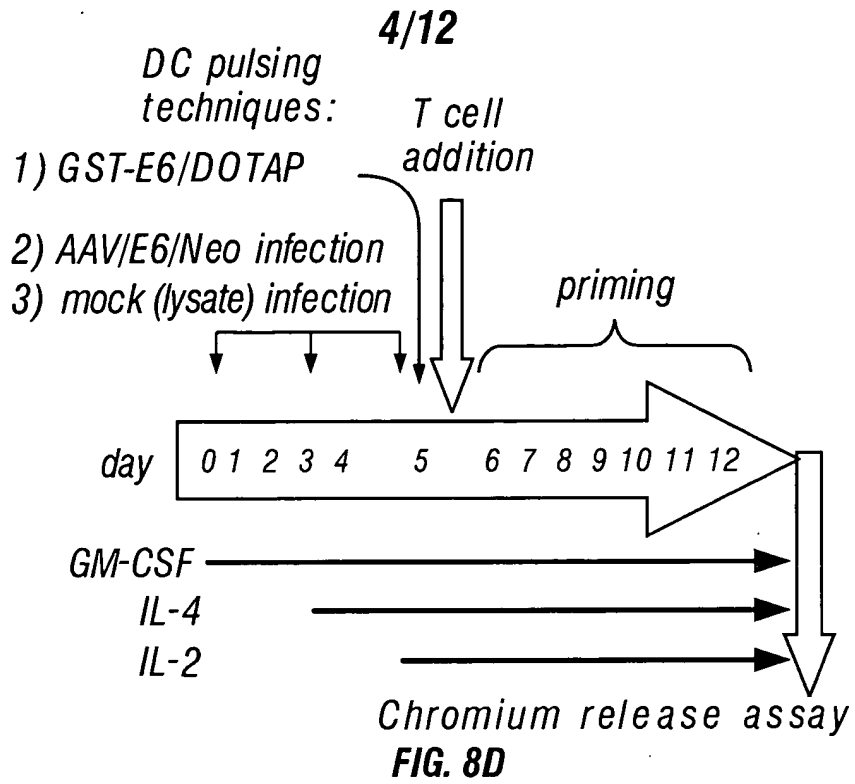 4/12
DC pulsing
techniques:
T cell
addition
1) GST-E6/DOTAP
2) AAV/E6/Neo infection
3) mock (lysate) infection
priming
day 0 1 2 3 4 5 6 7 8 9 10 11 12
GM-CSF
IL-4
IL-2
Chromium release assay
FIG. 8D